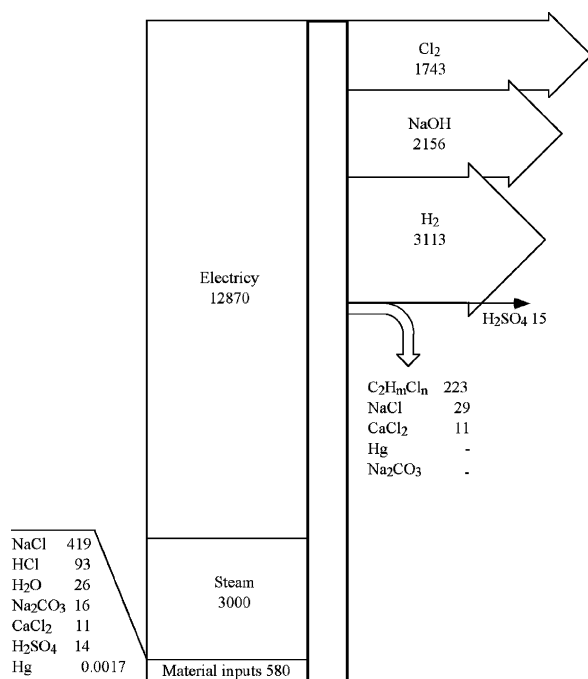 Cl2
1743
NaOH
2156
H2
3113
Electricy
12870
H2SO4 15
C2HmCln 223
NaCl 29
CaCl2 11
Hg -
Na2CO3 -
NaCl 419
HCl 93
H2O 26
Na2CO3 16
CaCl2 11
H2SO4 14
Hg 0.0017
Steam
3000
Material inputs 580